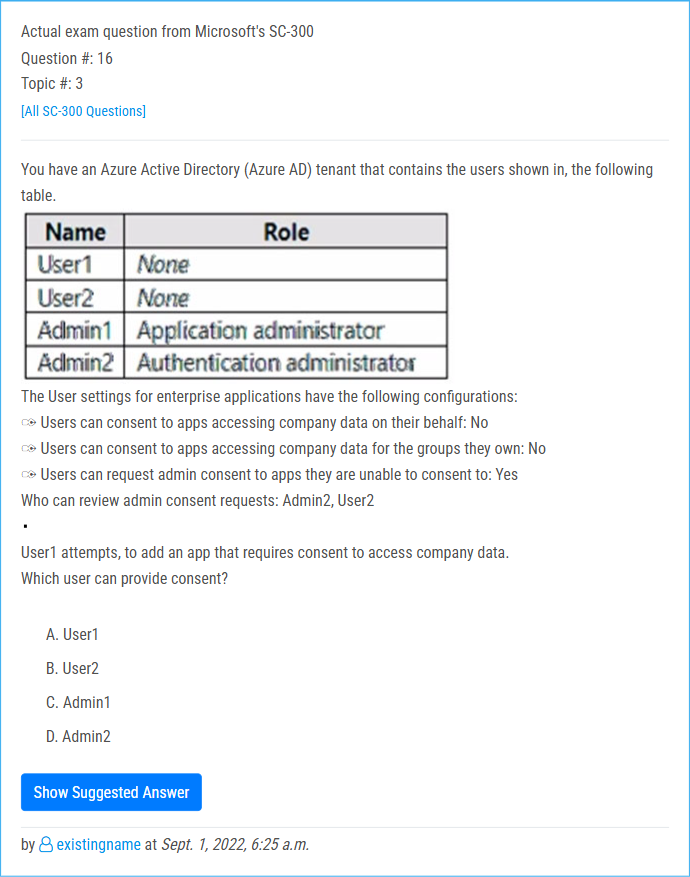 Actual exam question from Microsoft's SC-300
Question #: 16
Topic #: 3
[All SC-300 Questions]
You have an Azure Active Directory (Azure AD) tenant that contains the users shown in, the following
table.
Name Role
User1 None
User2 None
Admin1 Application administrator
Admin2 Authentication administrator
The User settings for enterprise applications have the following configurations:
Users can consent to apps accessing company data on their behalf: No
Users can consent to apps accessing company data for the groups they own: No
Users can request admin consent to apps they are unable to consent to: Yes
Who can review admin consent requests: Admin2, User2
User1 attempts, to add an app that requires consent to access company data.
Which user can provide consent?
A. User1
B. User2
C. Admin1
D. Admin2
Show Suggested Answer
by existingname at Sept. 1, 2022, 6:25 a.m.